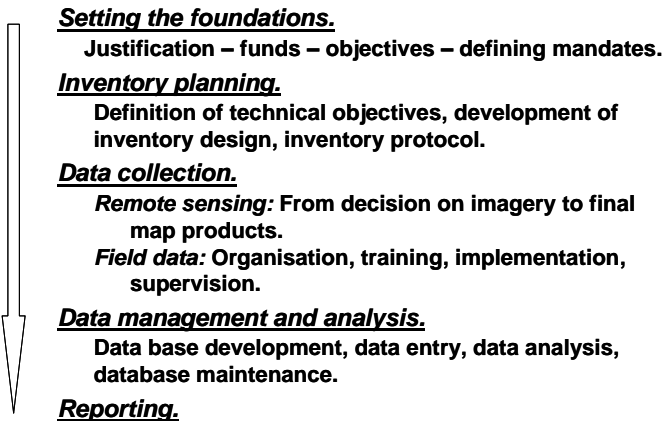 Setting the foundations.
Justification – funds – objectives – defining mandates.
Inventory planning.
Definition of technical objectives, development of
inventory design, inventory protocol.
Data collection.
Remote sensing: From decision on imagery to final
map products.
Field data: Organisation, training, implementation,
supervision.
Data management and analysis.
Data base development, data entry, data analysis,
database maintenance.
Reporting.